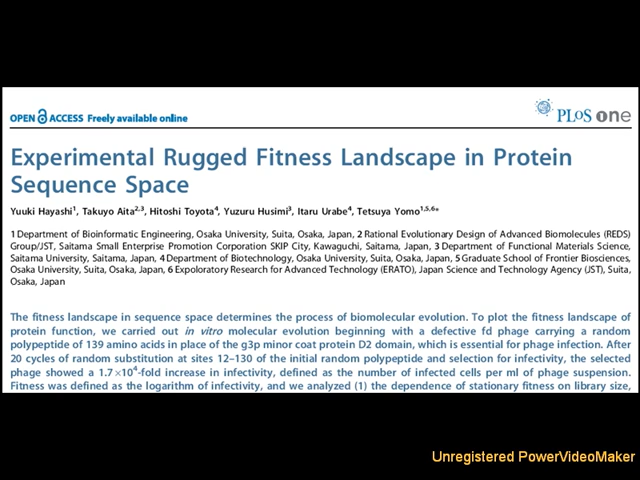 OPEN ACCESS Freely available online
PLoS one
Experimental Rugged Fitness Landscape in Protein
Sequence Space
Yuuki Hayashi1, Takuyo Aita2,3, Hitoshi Toyota4, Yuzuru Husimi3, Itaru Urabe4, Tetsuya Yomo1,5,6*
1 Department of Bioinformatic Engineering, Osaka University, Suita, Osaka, Japan, 2 Rational Evolutionary Design of Advanced Biomolecules (REDS)
Group/JST, Saitama Small Enterprise Promotion Corporation SKIP City, Kawaguchi, Saitama, Japan, 3 Department of Functional Materials Science,
Saitama University, Saitama, Japan, 4 Department of Biotechnology, Osaka University, Suita, Osaka, Japan, 5 Graduate School of Frontier Biosciences,
Osaka University, Suita, Osaka, Japan, 6 Expoloratory Research for Advanced Technology (ERATO), Japan Science and Technology Agency (JST), Suita,
Osaka, Japan
The fitness landscape in sequence space determines the process of biomolecular evolution. To plot the fitness landscape of
protein function, we carried out in vitro molecular evolution beginning with a defective fd phage carrying a random
polypeptide of 139 amino acids in place of the g3p minor coat protein D2 domain, which is essential for phage infection. After
20 cycles of random substitution at sites 12–130 of the initial random polypeptide and selection for infectivity, the selected
phage showed a 1.7×10⁴-fold increase in infectivity, defined as the number of infected cells per ml of phage suspension.
Fitness was defined as the logarithm of infectivity, and we analyzed (1) the dependence of stationary fitness on library size,
Unregistered PowerVideoMaker